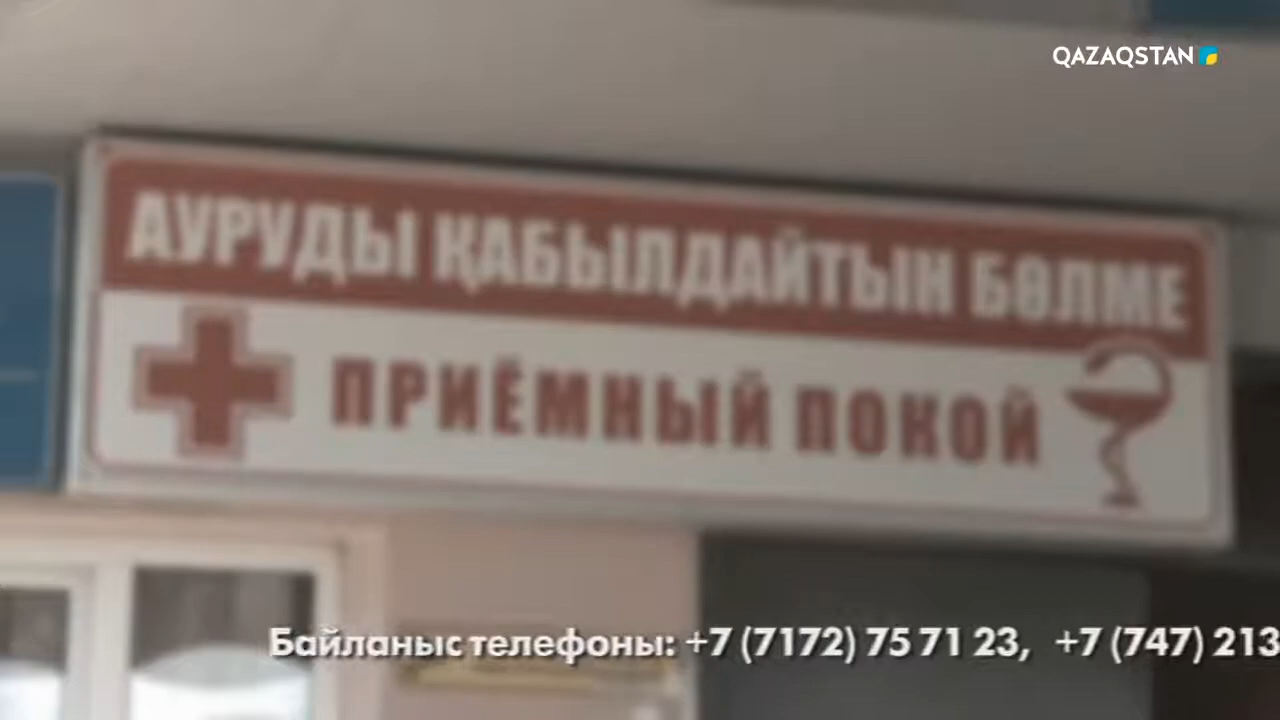 QAZAQSTAN
АУРУДЫ ҚАБЫЛДАЙТЫН БӨЛМЕ
ПРИЁМНЫЙ ПОКОЙ
Байланыс телефоны: +7 (7172) 75 71 23, +7 (747) 213